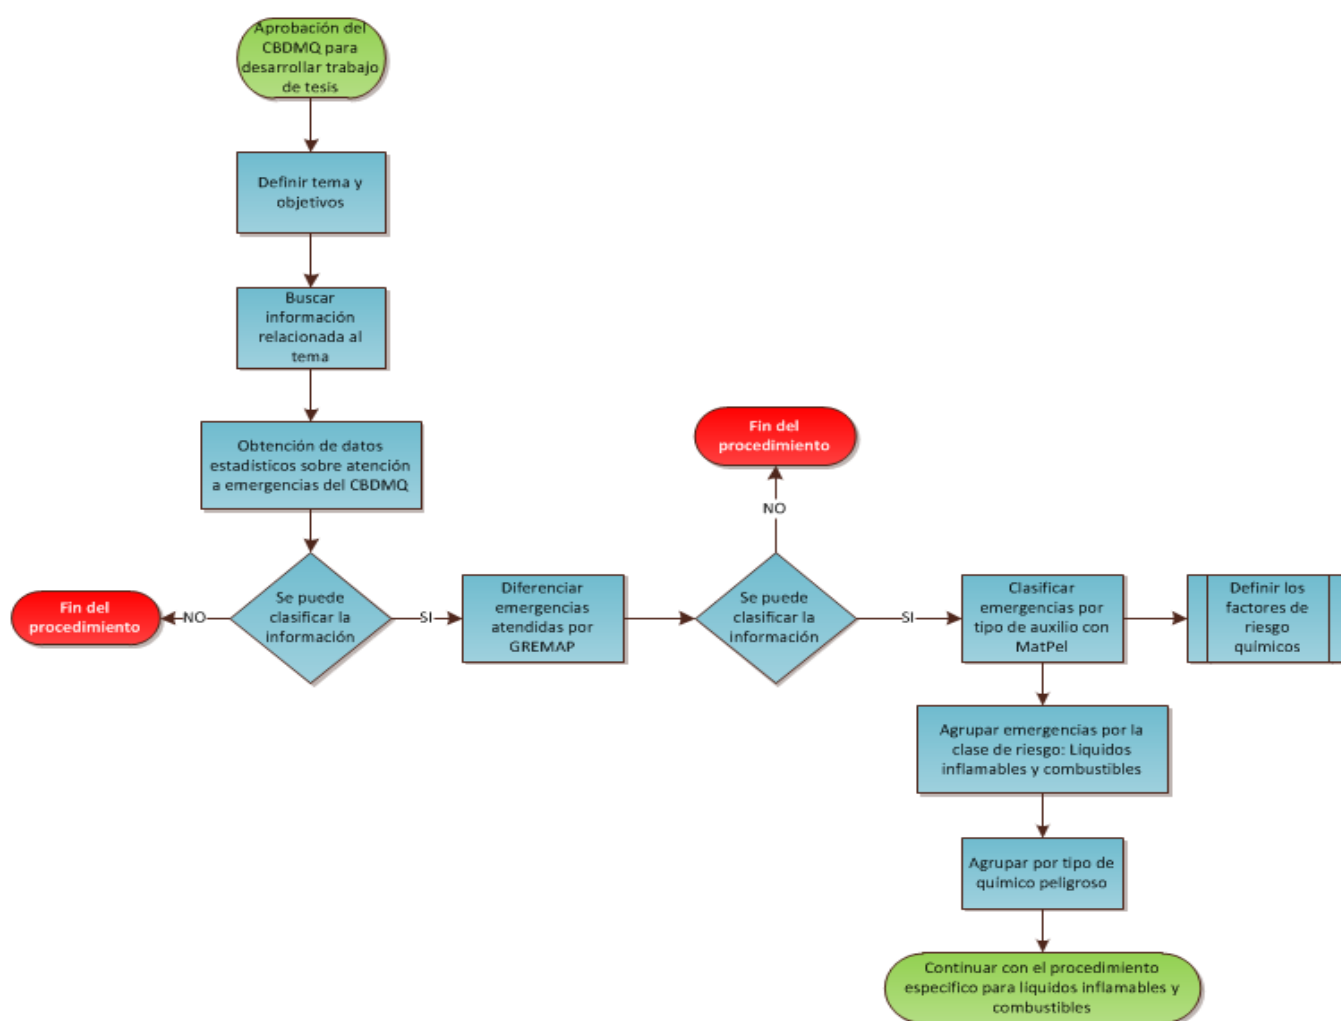 Aprobación del
CBDMQ para
desarrollar trabajo
de tesis
Definir tema y
objetivos
Buscar
información
relacionada al
tema
Obtención de datos
estadísticos sobre atención
a emergencias del CBDMQ
Se puede
clasificar la
información
NO
Fin del
procedimiento
SI
Diferenciar
emergencias
atendidas por
GREMAP
Se puede
clasificar la
información
NO
Fin del
procedimiento
SI
Clasificar
emergencias por
tipo de auxilio con
MatPel
Definir los
factores de
riesgo
químicos
Agrupar emergencias por la
clase de riesgo: Líquidos
inflamables y combustibles
Agrupar por tipo de
químico peligroso
Continuar con el procedimiento
especifico para líquidos inflamables y
combustibles